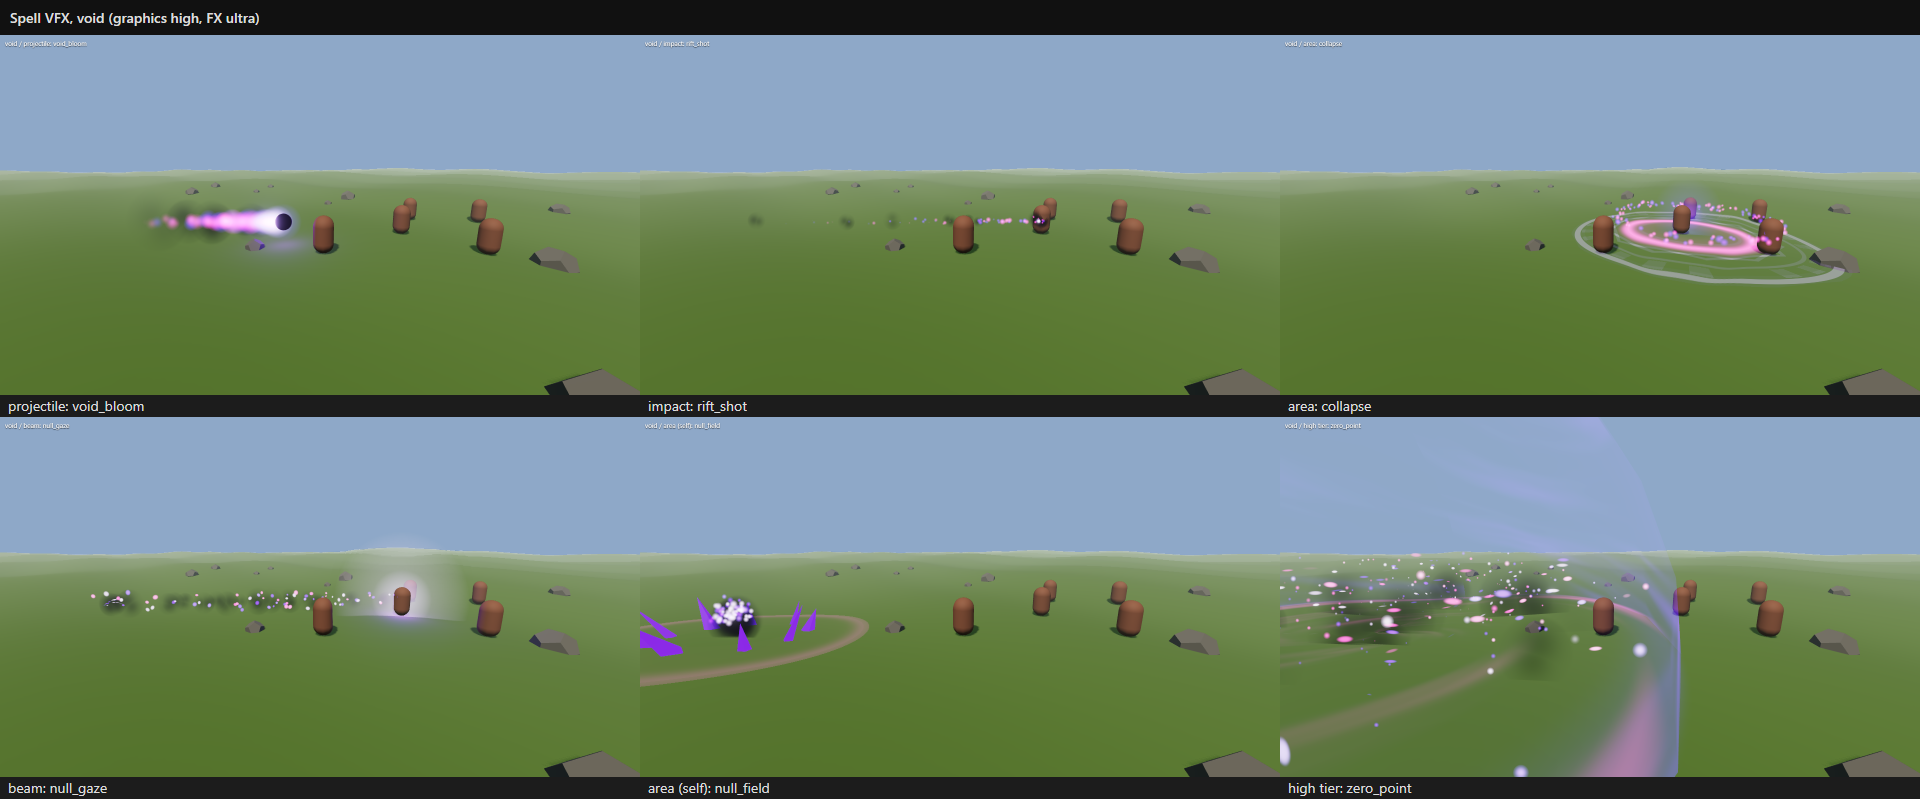 Spell VFX, void (graphics high, FX ultra)
void / projectile: void_bloom
void / impact: rift_shot
void / area: collapse
projectile: void_bloom
impact: rift_shot
area: collapse
void / beam: null_gaze
void / area (self): null_field
void / high tier: zero_point
beam: null_gaze
area (self): null_field
high tier: zero_point